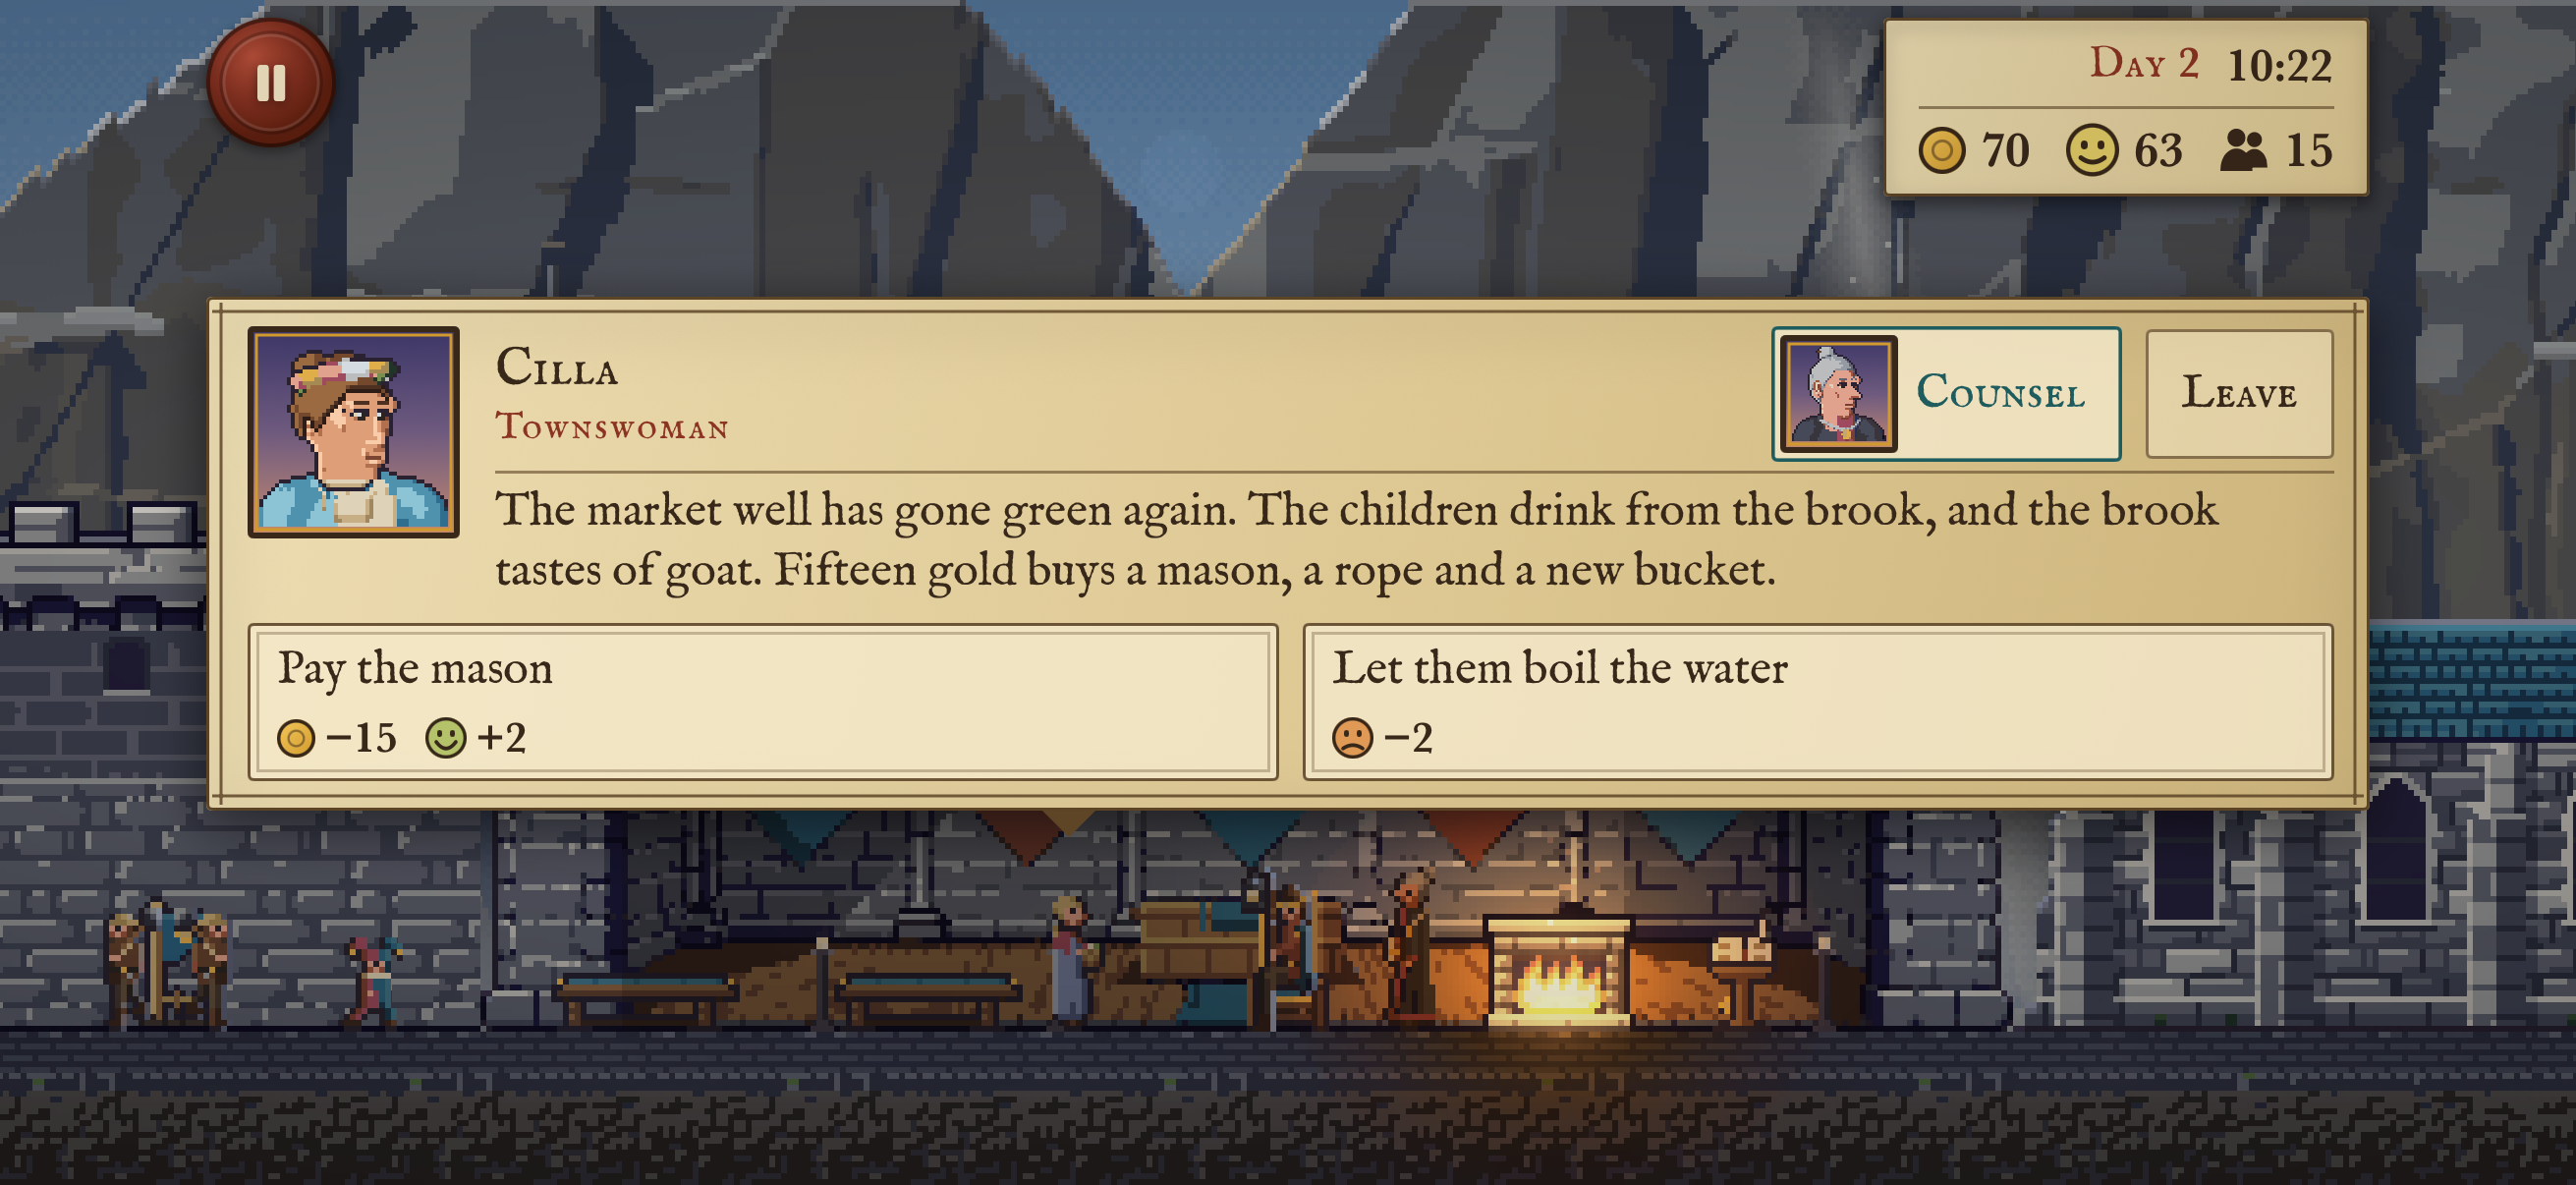 Day 2 10:22
70 63 15
Cilla
Townswoman
Counsel
Leave
The market well has gone green again. The children drink from the brook, and the brook
tastes of goat. Fifteen gold buys a mason, a rope and a new bucket.
Pay the mason
−15 +2
Let them boil the water
−2